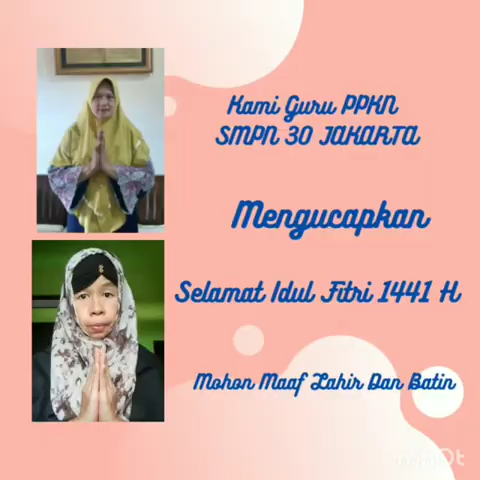 Kami Guru PPKN
SMPN 30 JAKARTA
Mengucapkan
Selamat Idul Fitri 1441 H
Mohon Maaf Lahir Dan Batin